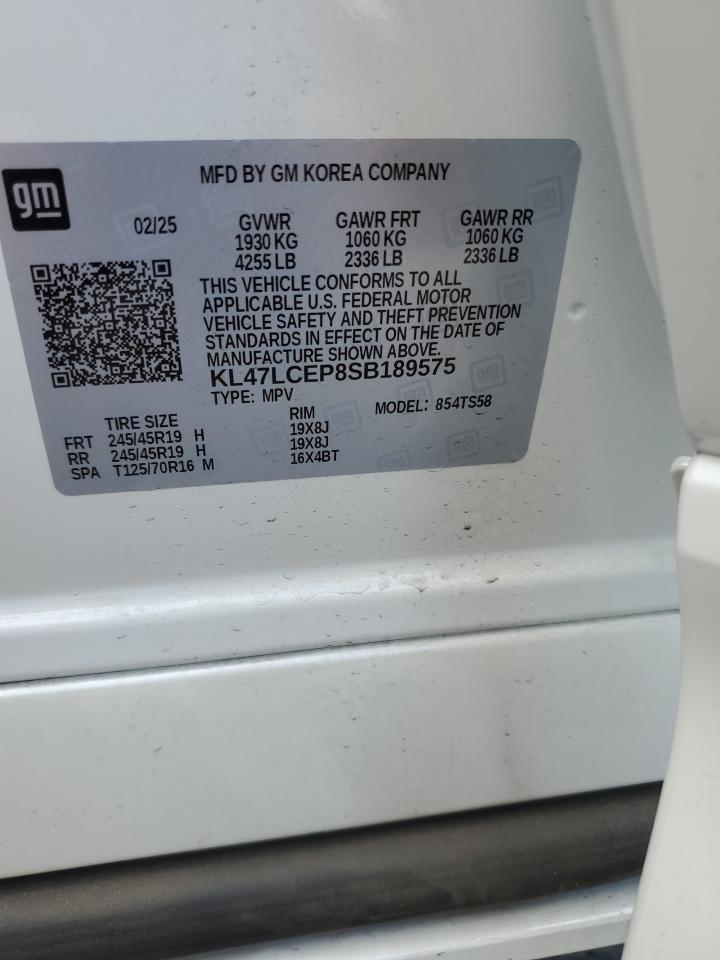 gm
MFD BY GM KOREA COMPANY
02/25 GVWR GAWR FRT GAWR RR
1930 KG 1060 KG 1060 KG
4255 LB 2336 LB 2336 LB
THIS VEHICLE CONFORMS TO ALL
APPLICABLE U.S. FEDERAL MOTOR
VEHICLE SAFETY AND THEFT PREVENTION
STANDARDS IN EFFECT ON THE DATE OF
MANUFACTURE SHOWN ABOVE.
KL47LCEP8SB189575
TYPE: MPV MODEL: 854TS58
TIRE SIZE RIM
FRT 245/45R19 H 19X8J
RR 245/45R19 H 19X8J
SPA T125/70R16 M 16X4BT